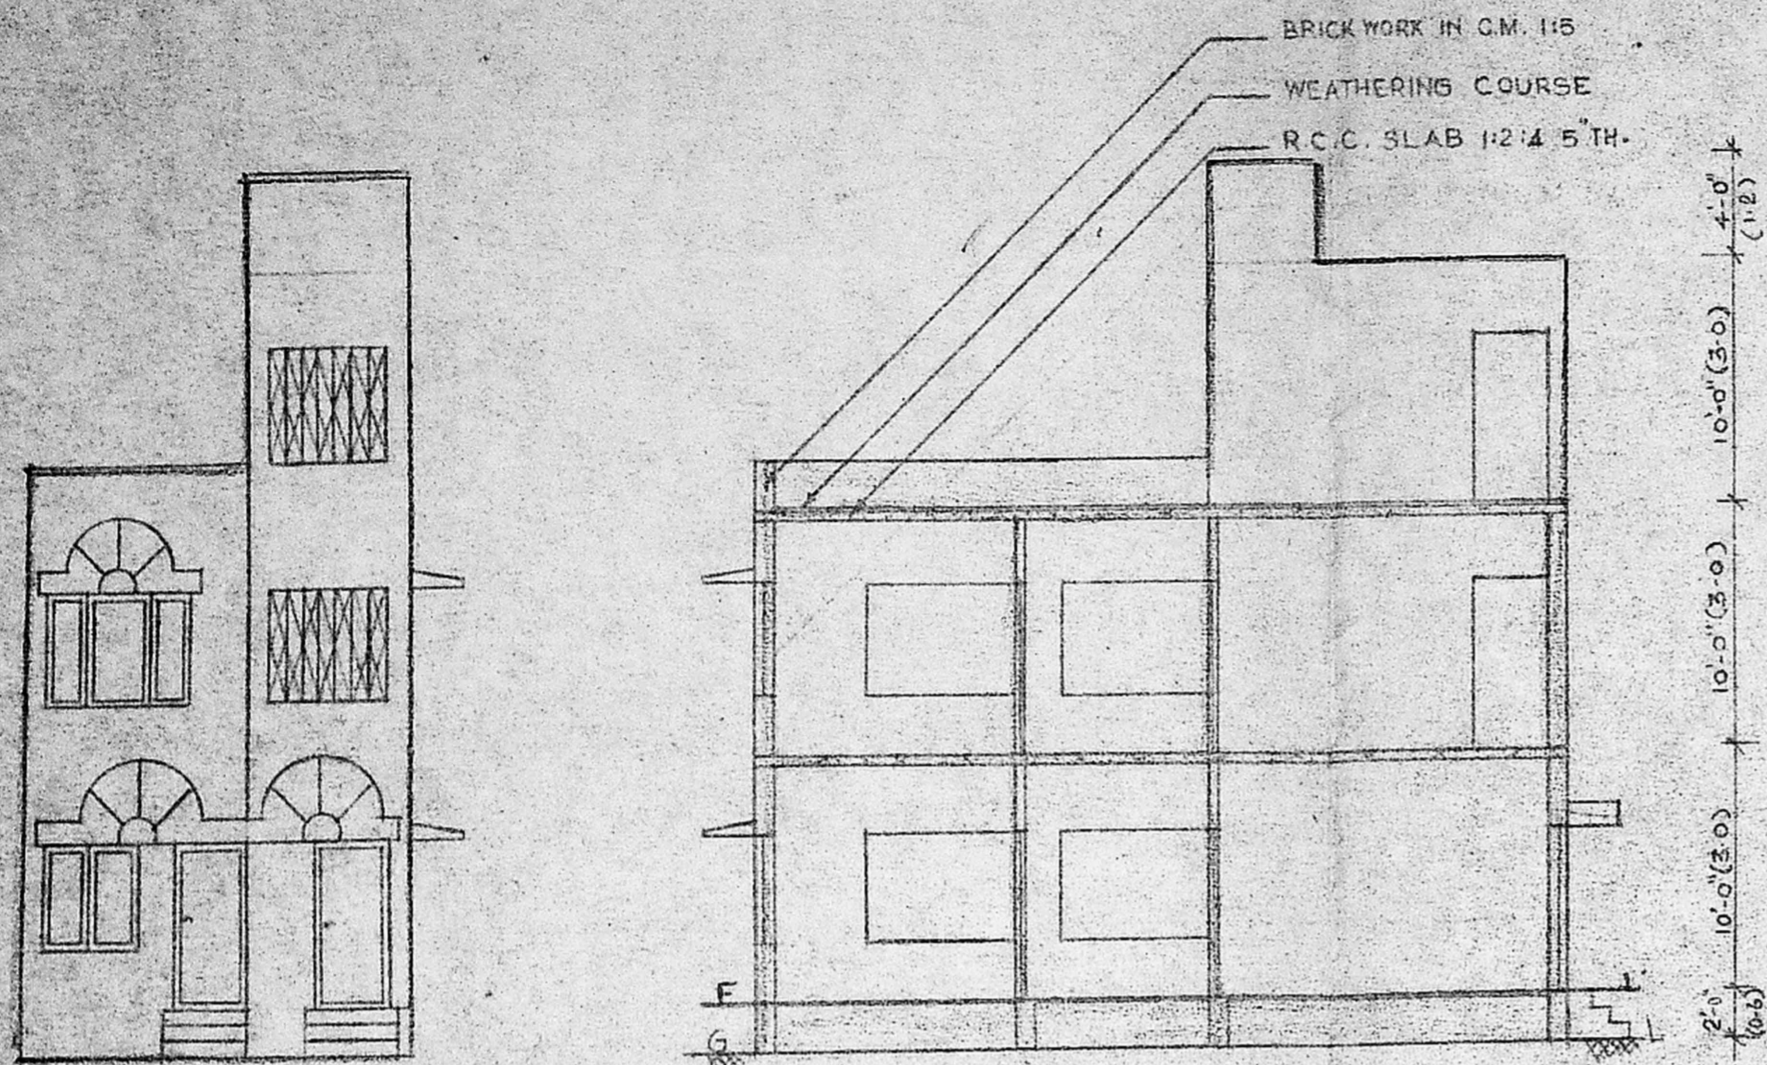 BRICK WORK IN C.M. 1:5
WEATHERING COURSE
R.C.C. SLAB 1:2:4 5"TH.
4'-0"
(1·2)
10'-0"(3·0)
10'-0"(3·0)
10'-0"(3·0)
2'-0"
(0·6)
F L
G L